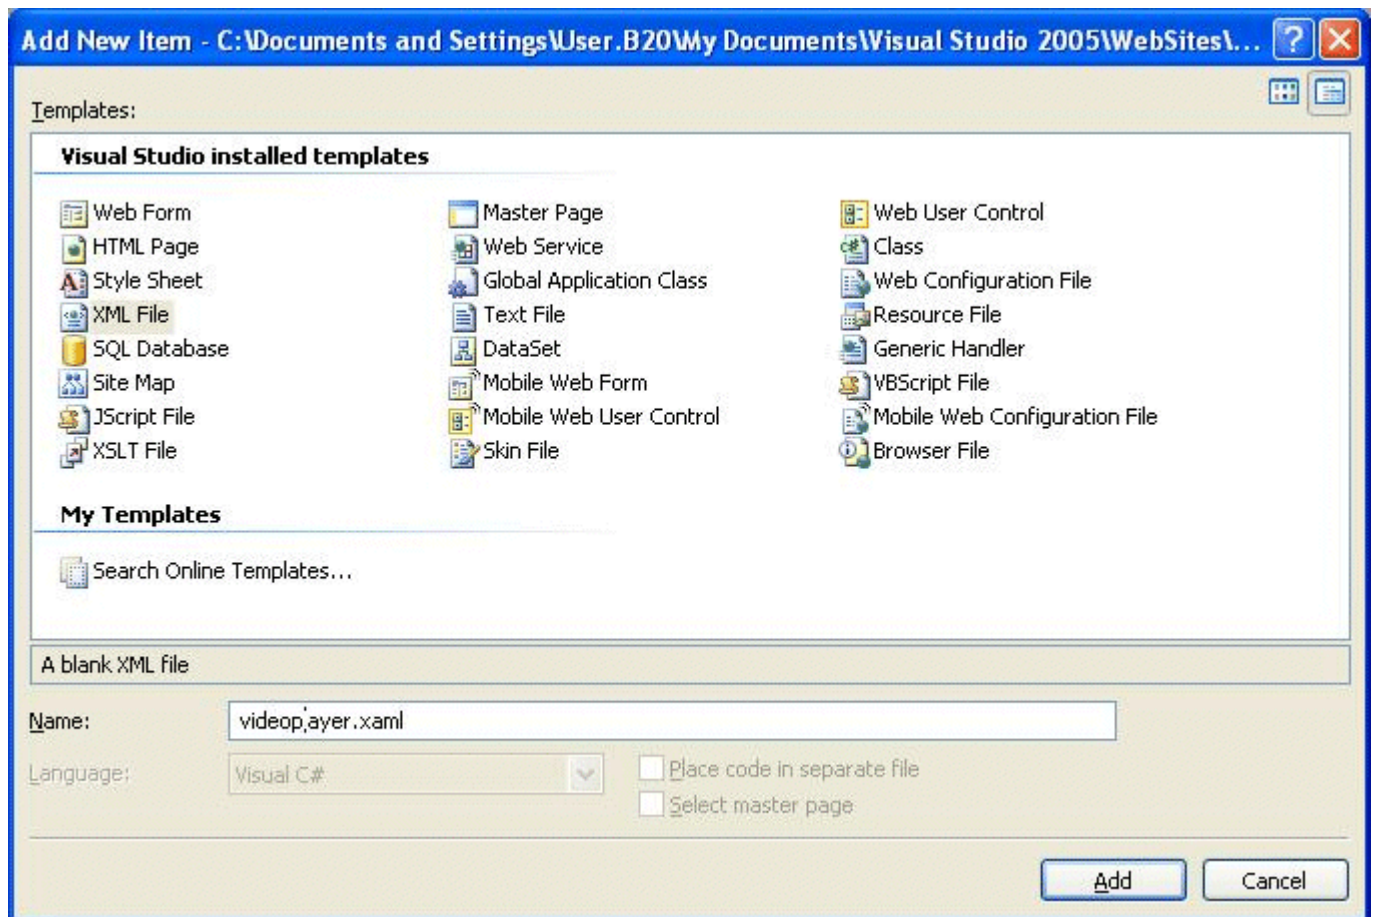 Add New Item - C:\Documents and Settings\User.B20\My Documents\Visual Studio 2005\WebSites\...
Templates:
Visual Studio installed templates
Web Form Master Page Web User Control
HTML Page Web Service Class
Style Sheet Global Application Class Web Configuration File
XML File Text File Resource File
SQL Database DataSet Generic Handler
Site Map Mobile Web Form VBScript File
JScript File Mobile Web User Control Mobile Web Configuration File
XSLT File Skin File Browser File
My Templates
Search Online Templates...
A blank XML file
Name: videoplayer.xaml
Language: Visual C# Place code in separate file
Select master page
Add Cancel